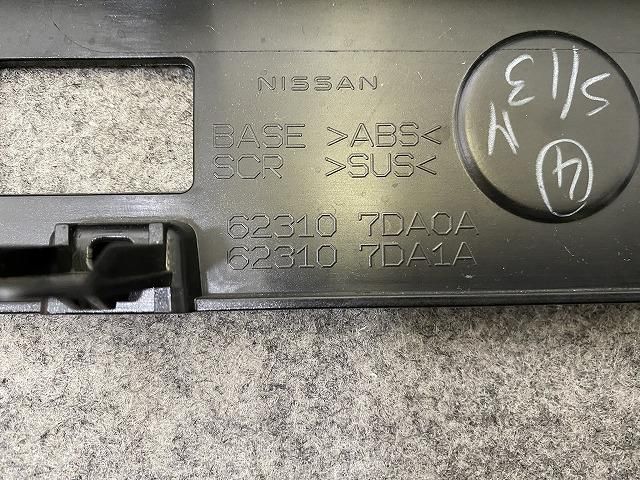 NISSAN
BASE >ABS<
SCR >SUS<
62310 7DA0A
62310 7DA1A
5/13
N
4